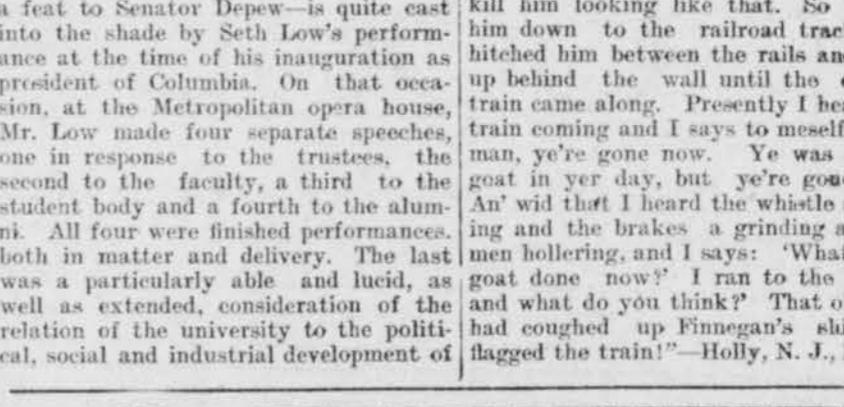 a feat to Senator Depew—is quite cast
into the shade by Seth Low's perform-
ance at the time of his inauguration as
president of Columbia. On that occa-
sion, at the Metropolitan opera house,
Mr. Low made four separate speeches,
one in response to the trustees, the
second to the faculty, a third to the
student body and a fourth to the alum-
ni. All four were finished performances.
both in matter and delivery. The last
was a particularly able and lucid, as
well as extended, consideration of the
relation of the university to the politi-
cal, social and industrial development of
kill him looking like that. So
him down to the railroad trac
hitched him between the rails an
up behind the wall until the
train came along. Presently I hea
train coming and I says to meself
man, ye're gone now. Ye was
goat in yer day, but ye're
An' wid that I heard the whistle
ing and the brakes a grinding a
men hollering, and I says: 'What
goat done now?' I ran to the
and what do you think?' That o
had coughed up Finnegan's shi
flagged the train!"—Holly, N. J.,